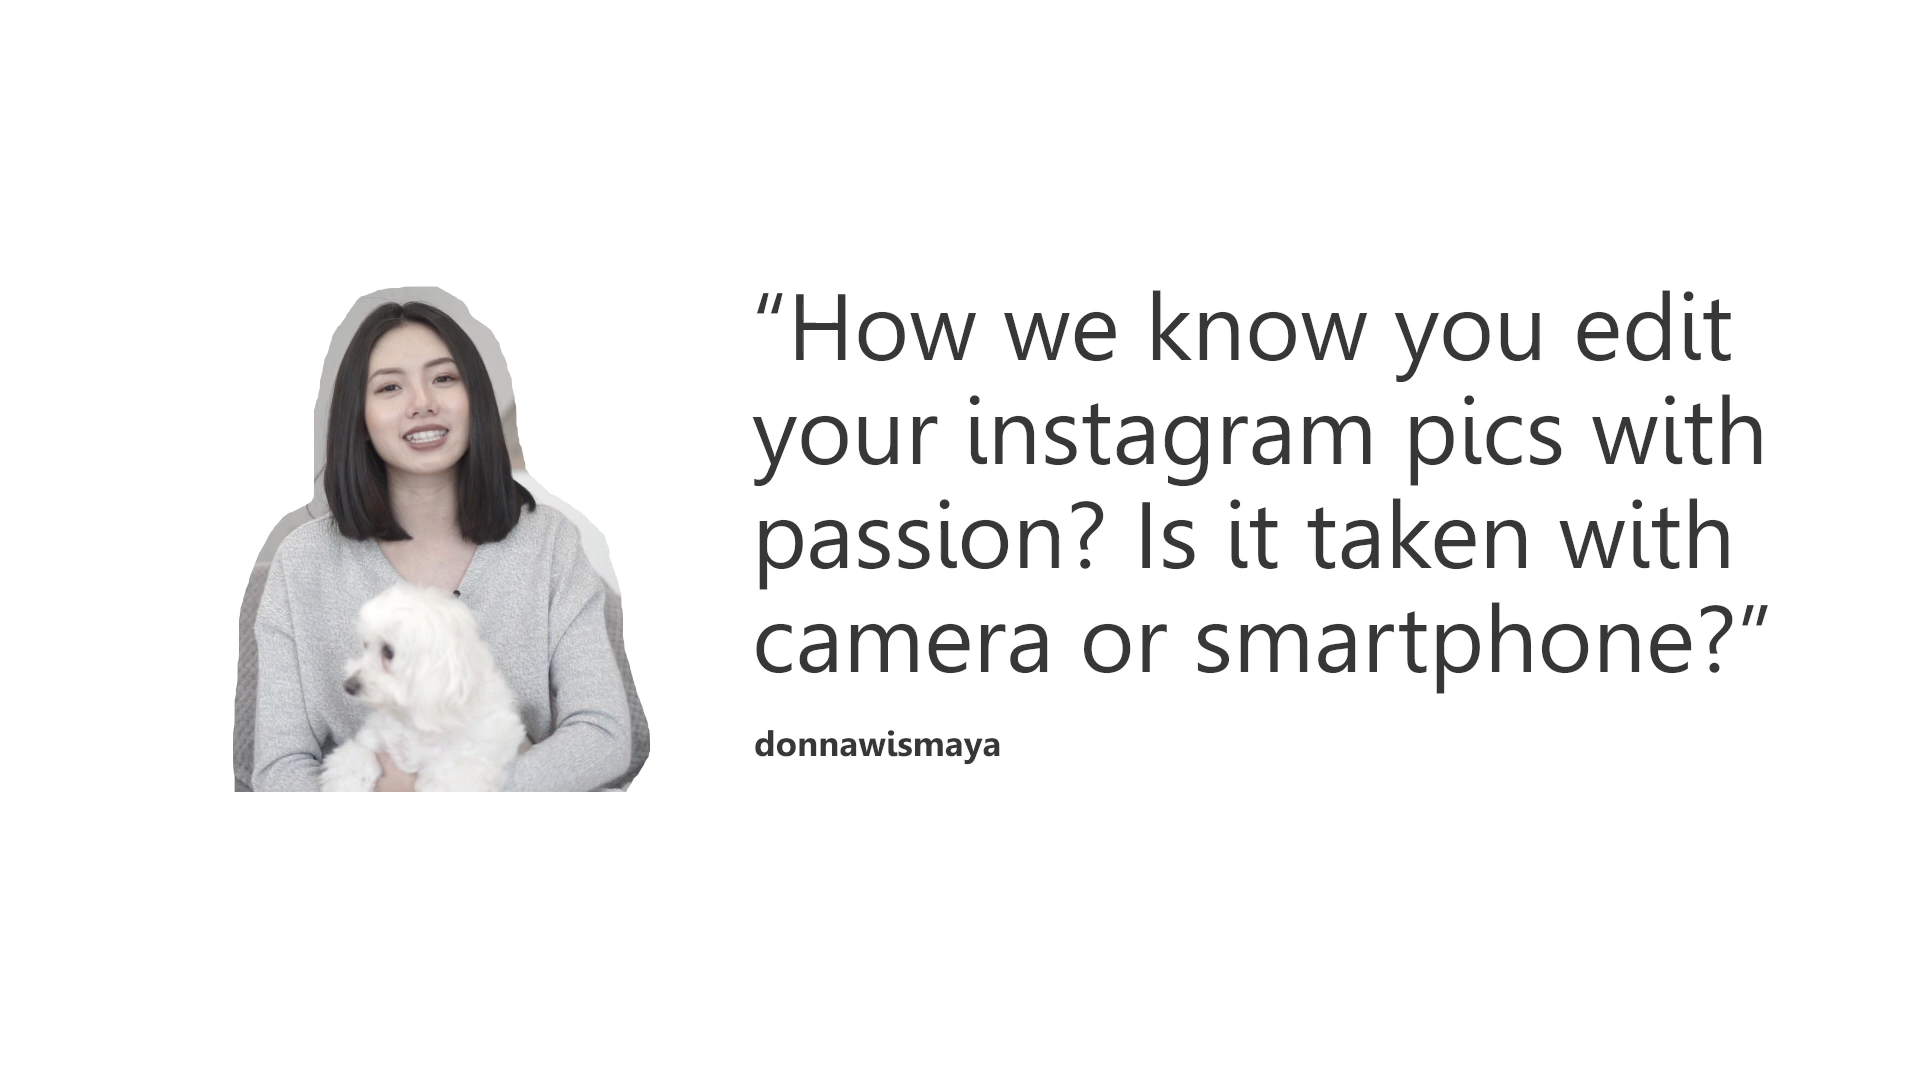 “How we know you edit
your instagram pics with
passion? Is it taken with
camera or smartphone?”
donnawismaya